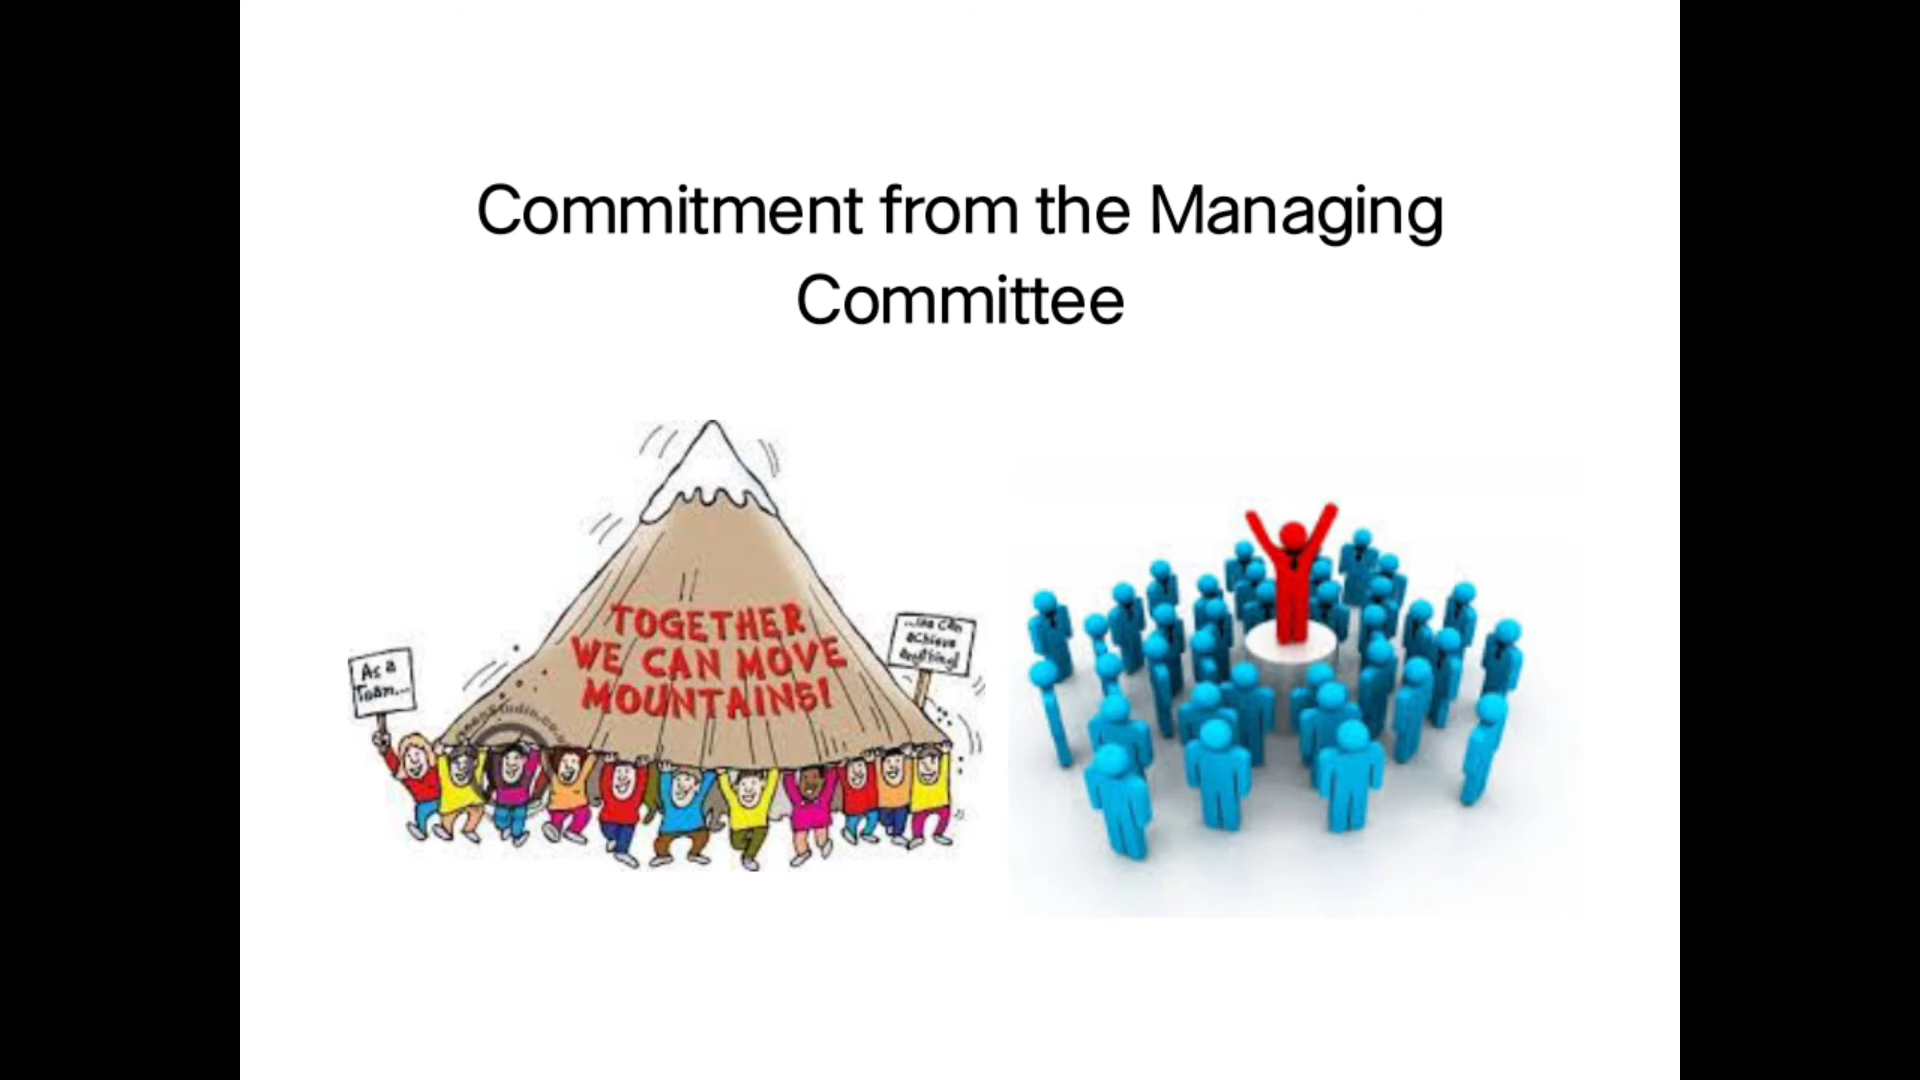 Commitment from the Managing
Committee
TOGETHER
WE CAN MOVE
MOUNTAINS!
As a
Team...
...We can
achieve
anything!